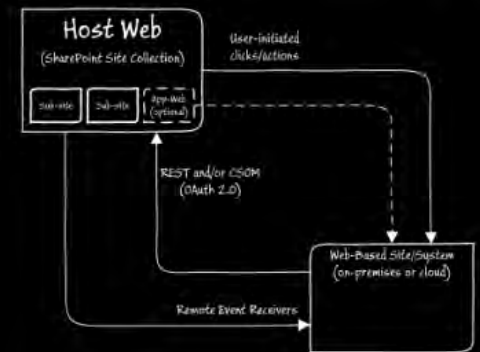 Host Web
(SharePoint Site Collection)
Sub-site
Sub-site
App-Web
(optional)
User-initiated
clicks/actions
REST and/or CSOM
(OAuth 2.0)
Web-Based Site/System
(on-premises or cloud)
Remote Event Receivers